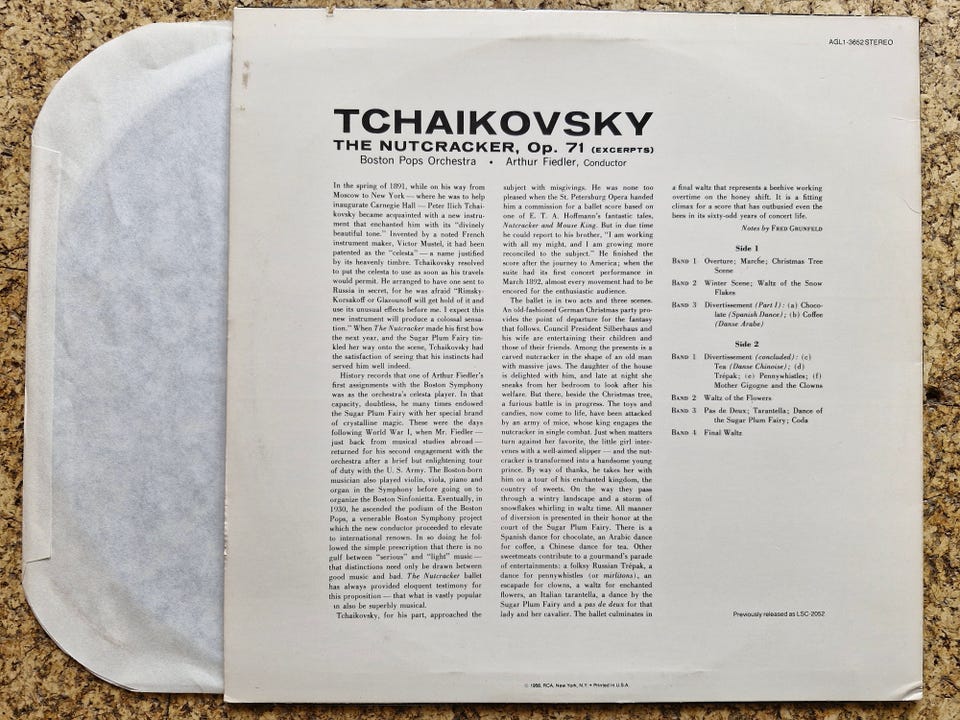 AGL1-3652 STEREO
TCHAIKOVSKY
THE NUTCRACKER, Op. 71 (EXCERPTS)
Boston Pops Orchestra • Arthur Fiedler, Conductor
In the spring of 1891, while on his way from
Moscow to New York — where he was to help
inaugurate Carnegie Hall — Peter Ilich Tchai-
kovsky became acquainted with a new instru-
ment that enchanted him with its "divinely
beautiful tone." Invented by a noted French
instrument maker, Victor Mustel, it had been
patented as the "celesta" — a name justified
by its heavenly timbre. Tchaikovsky resolved
to put the celesta to use as soon as his travels
would permit. He arranged to have one sent to
Russia in secret, for he was afraid "Rimsky-
Korsakoff or Glazounoff will get hold of it and
use its unusual effects before me. I expect this
new instrument will produce a colossal sensa-
tion." When The Nutcracker made his first bow
the next year, and the Sugar Plum Fairy tin-
kled her way onto the scene, Tchaikovsky had
the satisfaction of seeing that his instincts had
served him well indeed.
History records that one of Arthur Fiedler's
first assignments with the Boston Symphony
was as the orchestra's celesta player. In that
capacity, doubtless, he many times endowed
the Sugar Plum Fairy with her special brand
of crystalline magic. These were the days
following World War I, when Mr. Fiedler —
just back from musical studies abroad —
returned for his second engagement with the
orchestra after a brief but enlightening tour
of duty with the U. S. Army. The Boston-born
musician also played violin, viola, piano and
organ in the Symphony before going on to
organize the Boston Sinfonietta. Eventually, in
1930, he ascended the podium of the Boston
Pops, a venerable Boston Symphony project
which the new conductor proceeded to elevate
to international renown. In so doing he fol-
lowed the simple prescription that there is no
gulf between "serious" and "light" music —
that distinctions need only be drawn between
good music and bad. The Nutcracker ballet
has always provided eloquent testimony for
this proposition — that what is vastly popular
in also be superbly musical.
Tchaikovsky, for his part, approached the
subject with misgivings. He was none too
pleased when the St. Petersburg Opera handed
him a commission for a ballet score based on
one of E. T. A. Hoffmann's fantastic tales,
Nutcracker and Mouse King. But in due time
he could report to his brother, "I am working
with all my might, and I am growing more
reconciled to the subject." He finished the
score after the journey to America; when the
suite had its first concert performance in
March 1892, almost every movement had to be
encored for the enthusiastic audience.
The ballet is in two acts and three scenes.
An old-fashioned German Christmas party pro-
vides the point of departure for the fantasy
that follows. Council President Silberhaus and
his wife are entertaining their children and
those of their friends. Among the presents is a
carved nutcracker in the shape of an old man
with massive jaws. The daughter of the house
is delighted with him, and late at night she
sneaks from her bedroom to look after his
welfare. But there, beside the Christmas tree,
a furious battle is in progress. The toys and
candies, now come to life, have been attacked
by an army of mice, whose king engages the
nutcracker in single combat. Just when matters
turn against her favorite, the little girl inter-
venes with a well-aimed slipper — and the nut-
cracker is transformed into a handsome young
prince. By way of thanks, he takes her with
him on a tour of his enchanted kingdom, the
country of sweets. On the way they pass
through a wintry landscape and a storm of
snowflakes whirling in waltz time. All manner
of diversion is presented in their honor at the
court of the Sugar Plum Fairy. There is a
Spanish dance for chocolate, an Arabic dance
for coffee, a Chinese dance for tea. Other
sweetmeats contribute to a gourmand's parade
of entertainments: a folksy Russian Trépak, a
dance for pennywhistles (or mirlitons), an
escapade for clowns, a waltz for enchanted
flowers, an Italian tarantella, a dance by the
Sugar Plum Fairy and a pas de deux for that
lady and her cavalier. The ballet culminates in
a final waltz that represents a beehive working
overtime on the honey shift. It is a fitting
climax for a score that has outbusied even the
bees in its sixty-odd years of concert life.
Notes by FRED GRUNFELD
Side 1
BAND 1 Overture; Marche; Christmas Tree
Scene
BAND 2 Winter Scene; Waltz of the Snow
Flakes
BAND 3 Divertissement (Part I): (a) Choco-
late (Spanish Dance); (b) Coffee
(Danse Arabe)
Side 2
BAND 1 Divertissement (concluded): (c)
Tea (Danse Chinoise); (d)
Trépak; (e) Pennywhistles; (f)
Mother Gigogne and the Clowns
BAND 2 Waltz of the Flowers
BAND 3 Pas de Deux; Tarantella; Dance of
the Sugar Plum Fairy; Coda
BAND 4 Final Waltz
Previously released as LSC-2052
RCA, New York, N.Y. • Printed in U.S.A.